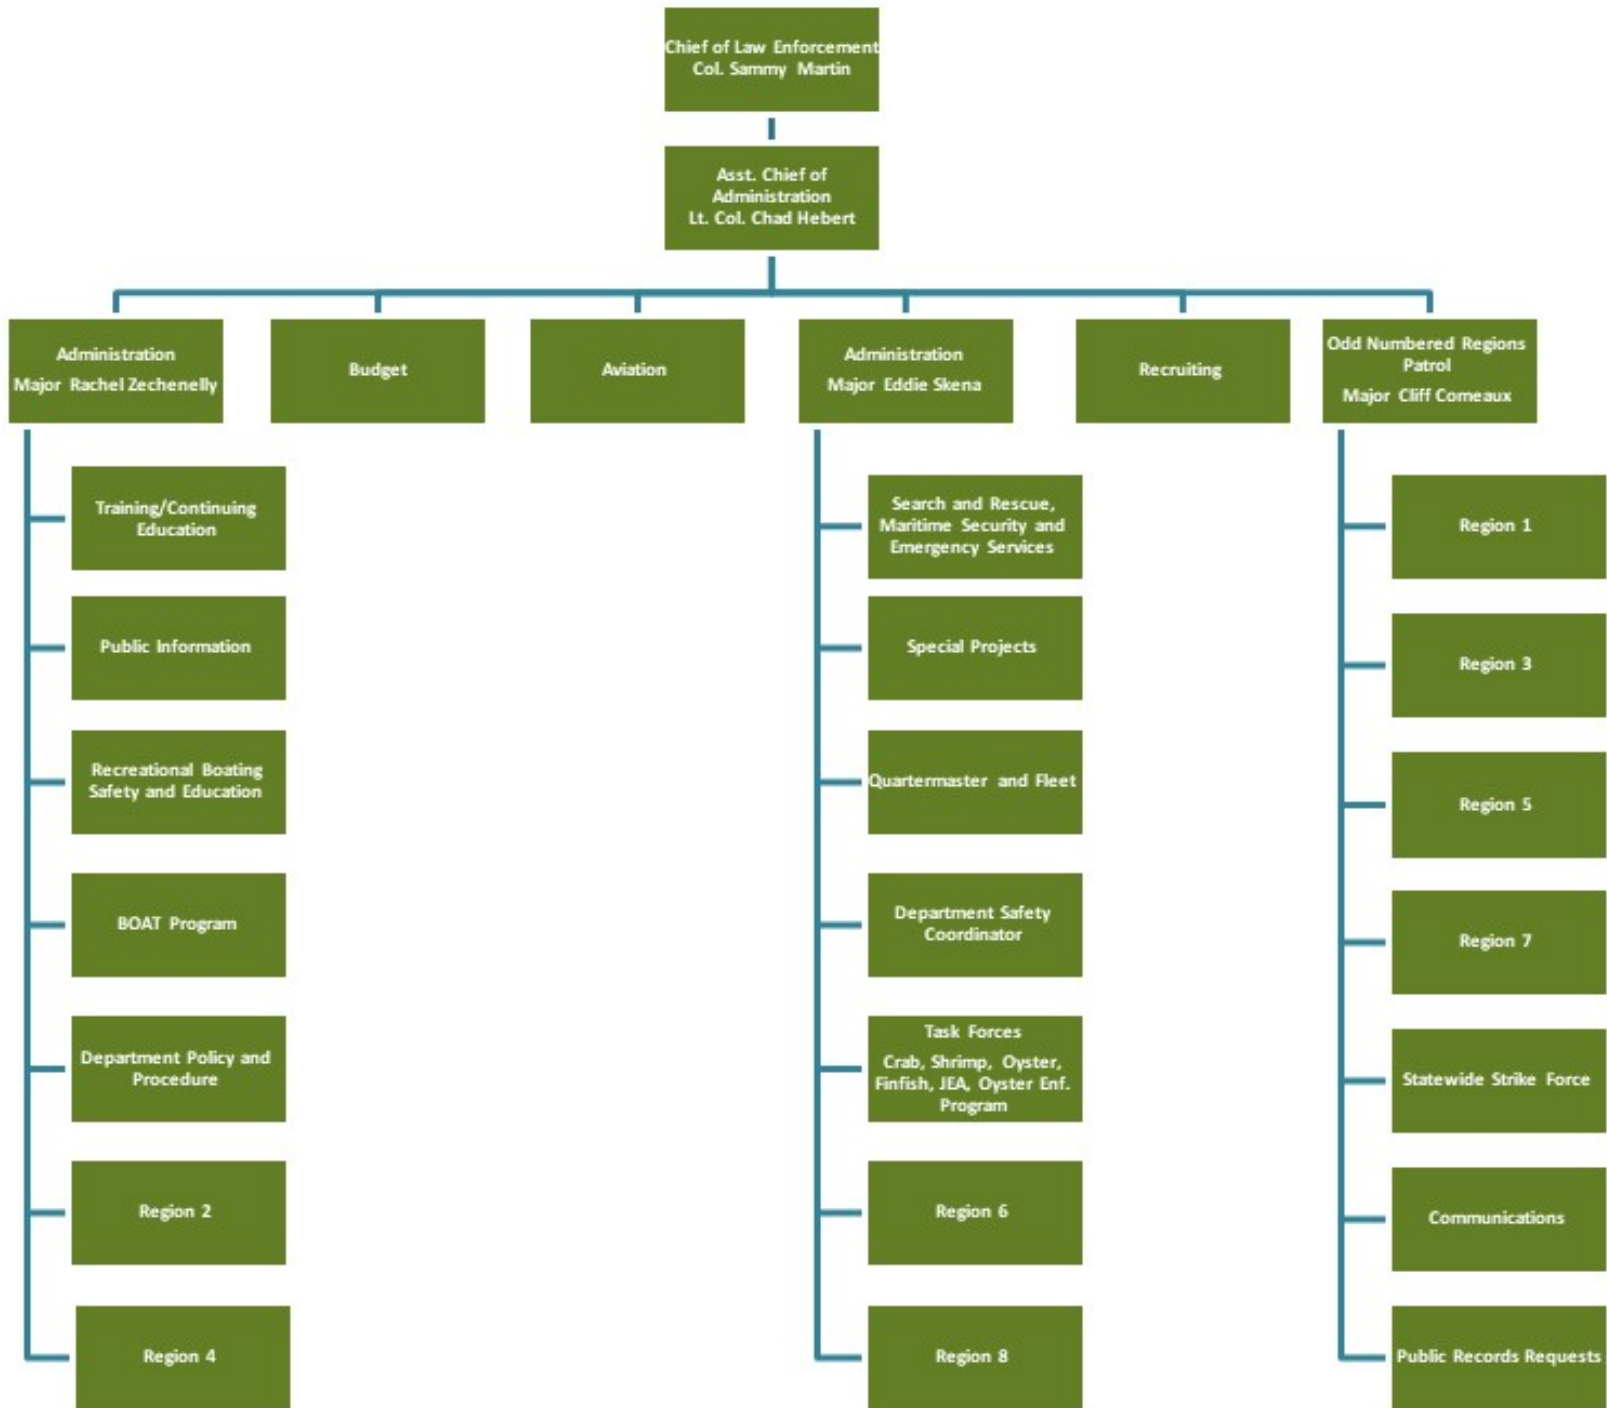 Chief of Law Enforcement
Col. Sammy Martin
Asst. Chief of
Administration
Lt. Col. Chad Hebert
Administration
Major Rachel Zechenelly
Budget
Aviation
Administration
Major Eddie Skena
Recruiting
Odd Numbered Regions
Patrol
Major Cliff Comeaux
Training/Continuing
Education
Public Information
Recreational Boating
Safety and Education
BOAT Program
Department Policy and
Procedure
Region 2
Region 4
Search and Rescue,
Maritime Security and
Emergency Services
Special Projects
Quartermaster and Fleet
Department Safety
Coordinator
Task Forces
Crab, Shrimp, Oyster,
Finfish, JEA, Oyster Enf.
Program
Region 6
Region 8
Region 1
Region 3
Region 5
Region 7
Statewide Strike Force
Communications
Public Records Requests